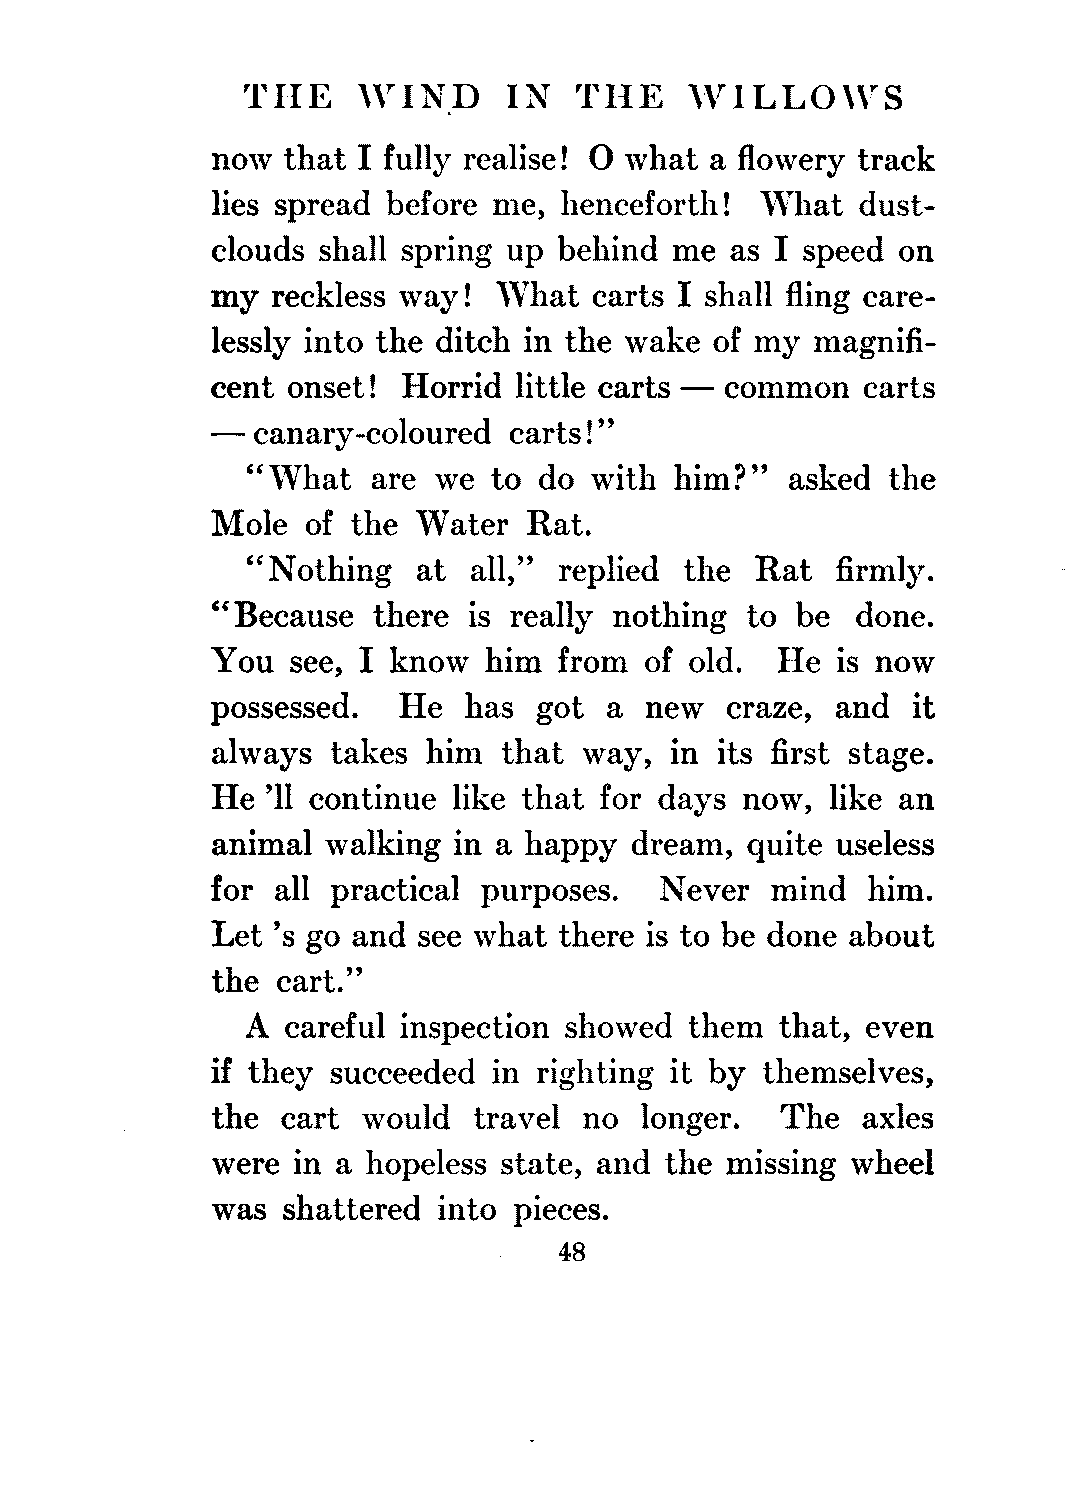 THE WIND IN THE WILLOWS
now that I fully realise! O what a flowery track
lies spread before me, henceforth! What dust-
clouds shall spring up behind me as I speed on
my reckless way! What carts I shall fling care-
lessly into the ditch in the wake of my magnifi-
cent onset! Horrid little carts — common carts
— canary-coloured carts!"
"What are we to do with him?" asked the
Mole of the Water Rat.
"Nothing at all," replied the Rat firmly.
"Because there is really nothing to be done.
You see, I know him from of old. He is now
possessed. He has got a new craze, and it
always takes him that way, in its first stage.
He 'll continue like that for days now, like an
animal walking in a happy dream, quite useless
for all practical purposes. Never mind him.
Let 's go and see what there is to be done about
the cart."
A careful inspection showed them that, even
if they succeeded in righting it by themselves,
the cart would travel no longer. The axles
were in a hopeless state, and the missing wheel
was shattered into pieces.
48